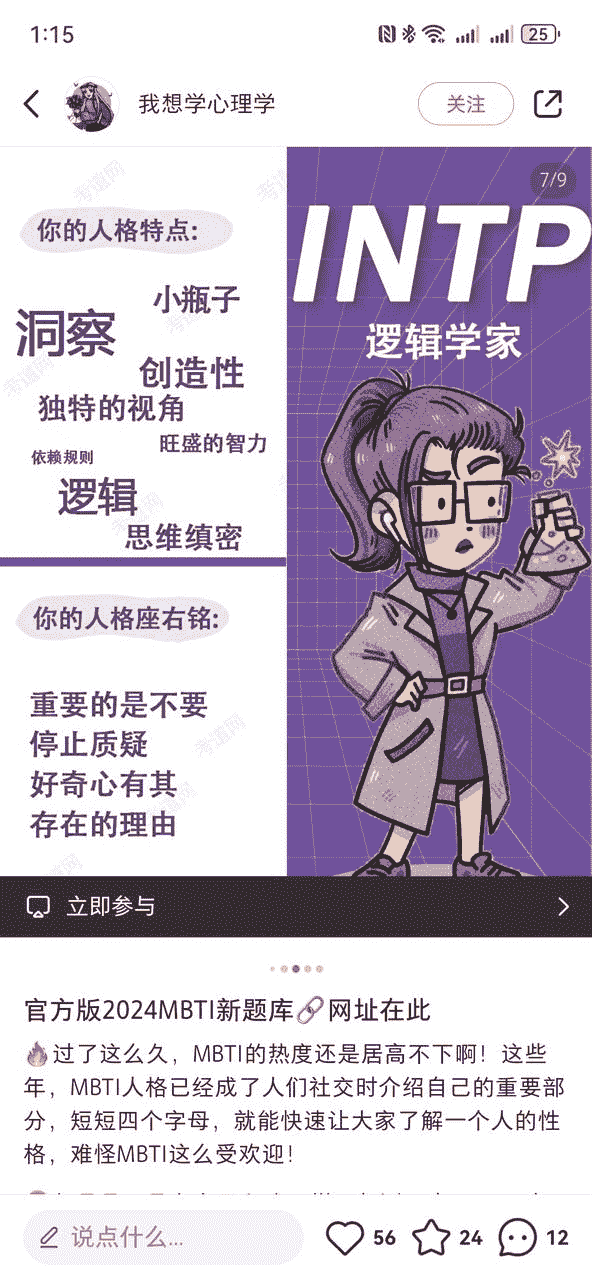 1:15
25
我想学心理学
关注
7/9
考道网
考道网
你的人格特点:
小瓶子
洞察
创造性
独特的视角
旺盛的智力
依赖规则
逻辑
思维缜密
INTP
逻辑学家
你的人格座右铭:
重要的是不要
停止质疑
好奇心有其
存在的理由
立即参与
官方版2024MBTI新题库🔗网址在此
🔥过了这么久，MBTI的热度还是居高不下啊！这些
年，MBTI人格已经成了人们社交时介绍自己的重要部
分，短短四个字母，就能快速让大家了解一个人的性
格，难怪MBTI这么受欢迎！
说点什么...
56
24
12